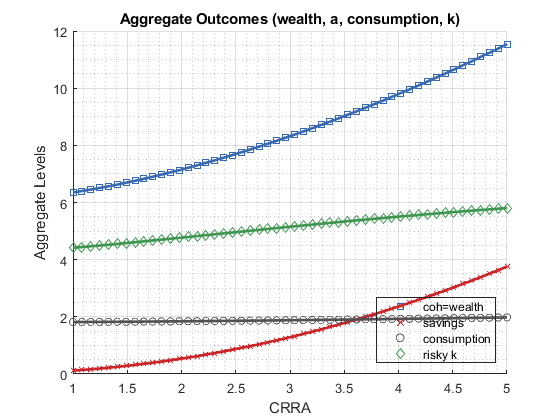 Aggregate Outcomes (wealth, a, consumption, k)
12
10
8
6
4
2
0
Aggregate Levels
coh=wealth
savings
consumption
risky k
1 1.5 2 2.5 3 3.5 4 4.5 5
CRRA